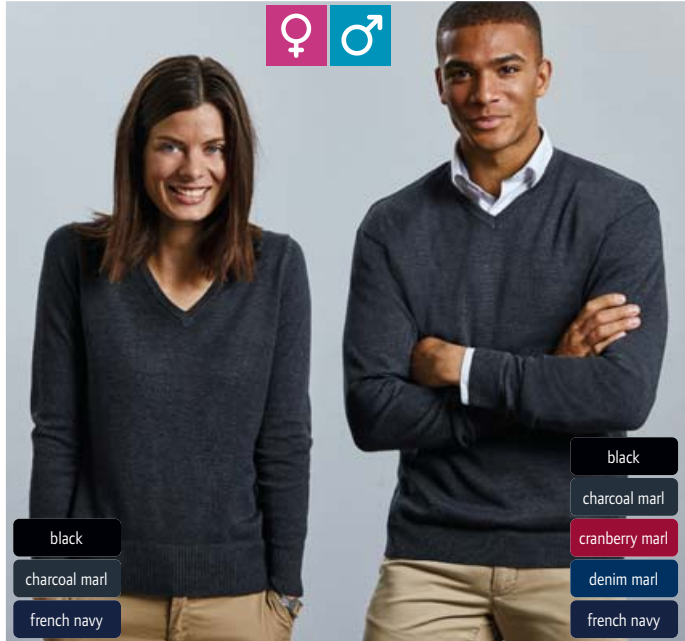 black
charcoal marl
french navy
black
charcoal marl
cranberry marl
denim marl
french navy